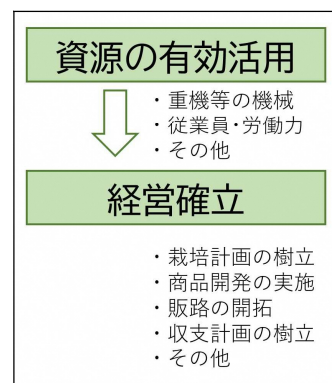 資源の有効活用
・重機等の機械
・従業員・労働力
・その他
経営確立
・栽培計画の樹立
・商品開発の実施
・販路の開拓
・収支計画の樹立
・その他